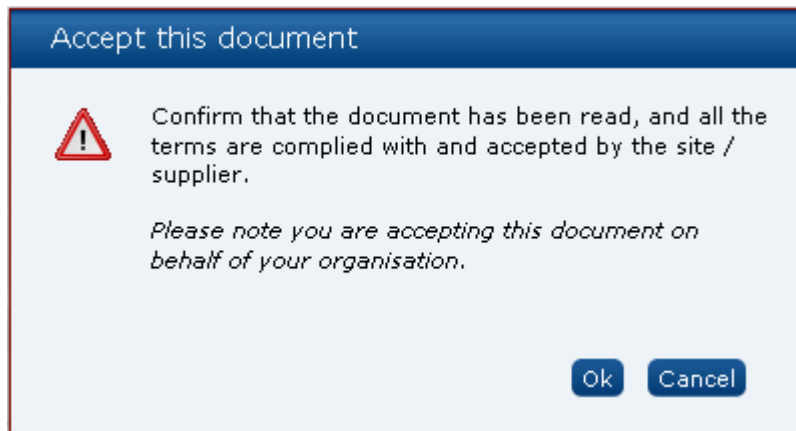 Accept this document
Confirm that the document has been read, and all the
terms are complied with and accepted by the site /
supplier.
Please note you are accepting this document on
behalf of your organisation.
Ok Cancel